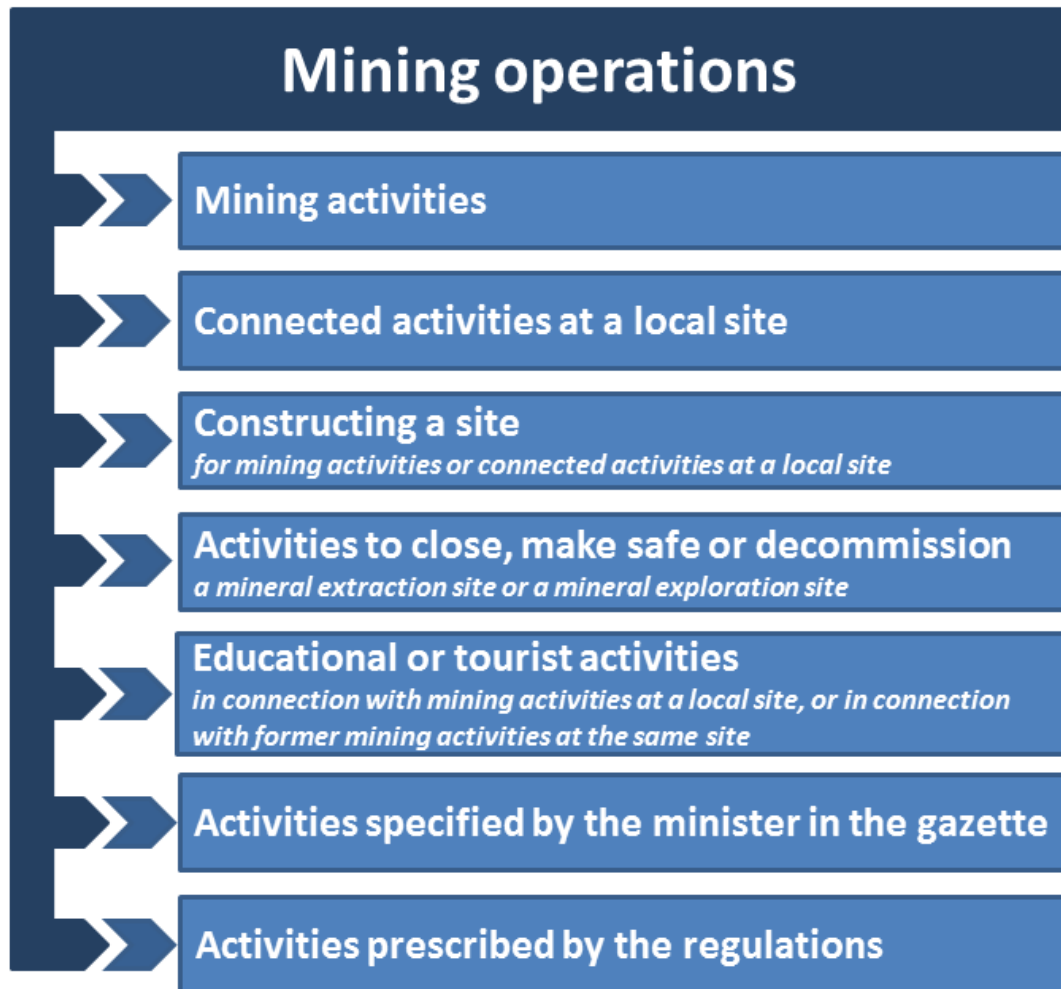 Mining operations
Mining activities
Connected activities at a local site
Constructing a site
for mining activities or connected activities at a local site
Activities to close, make safe or decommission
a mineral extraction site or a mineral exploration site
Educational or tourist activities
in connection with mining activities at a local site, or in connection
with former mining activities at the same site
Activities specified by the minister in the gazette
Activities prescribed by the regulations